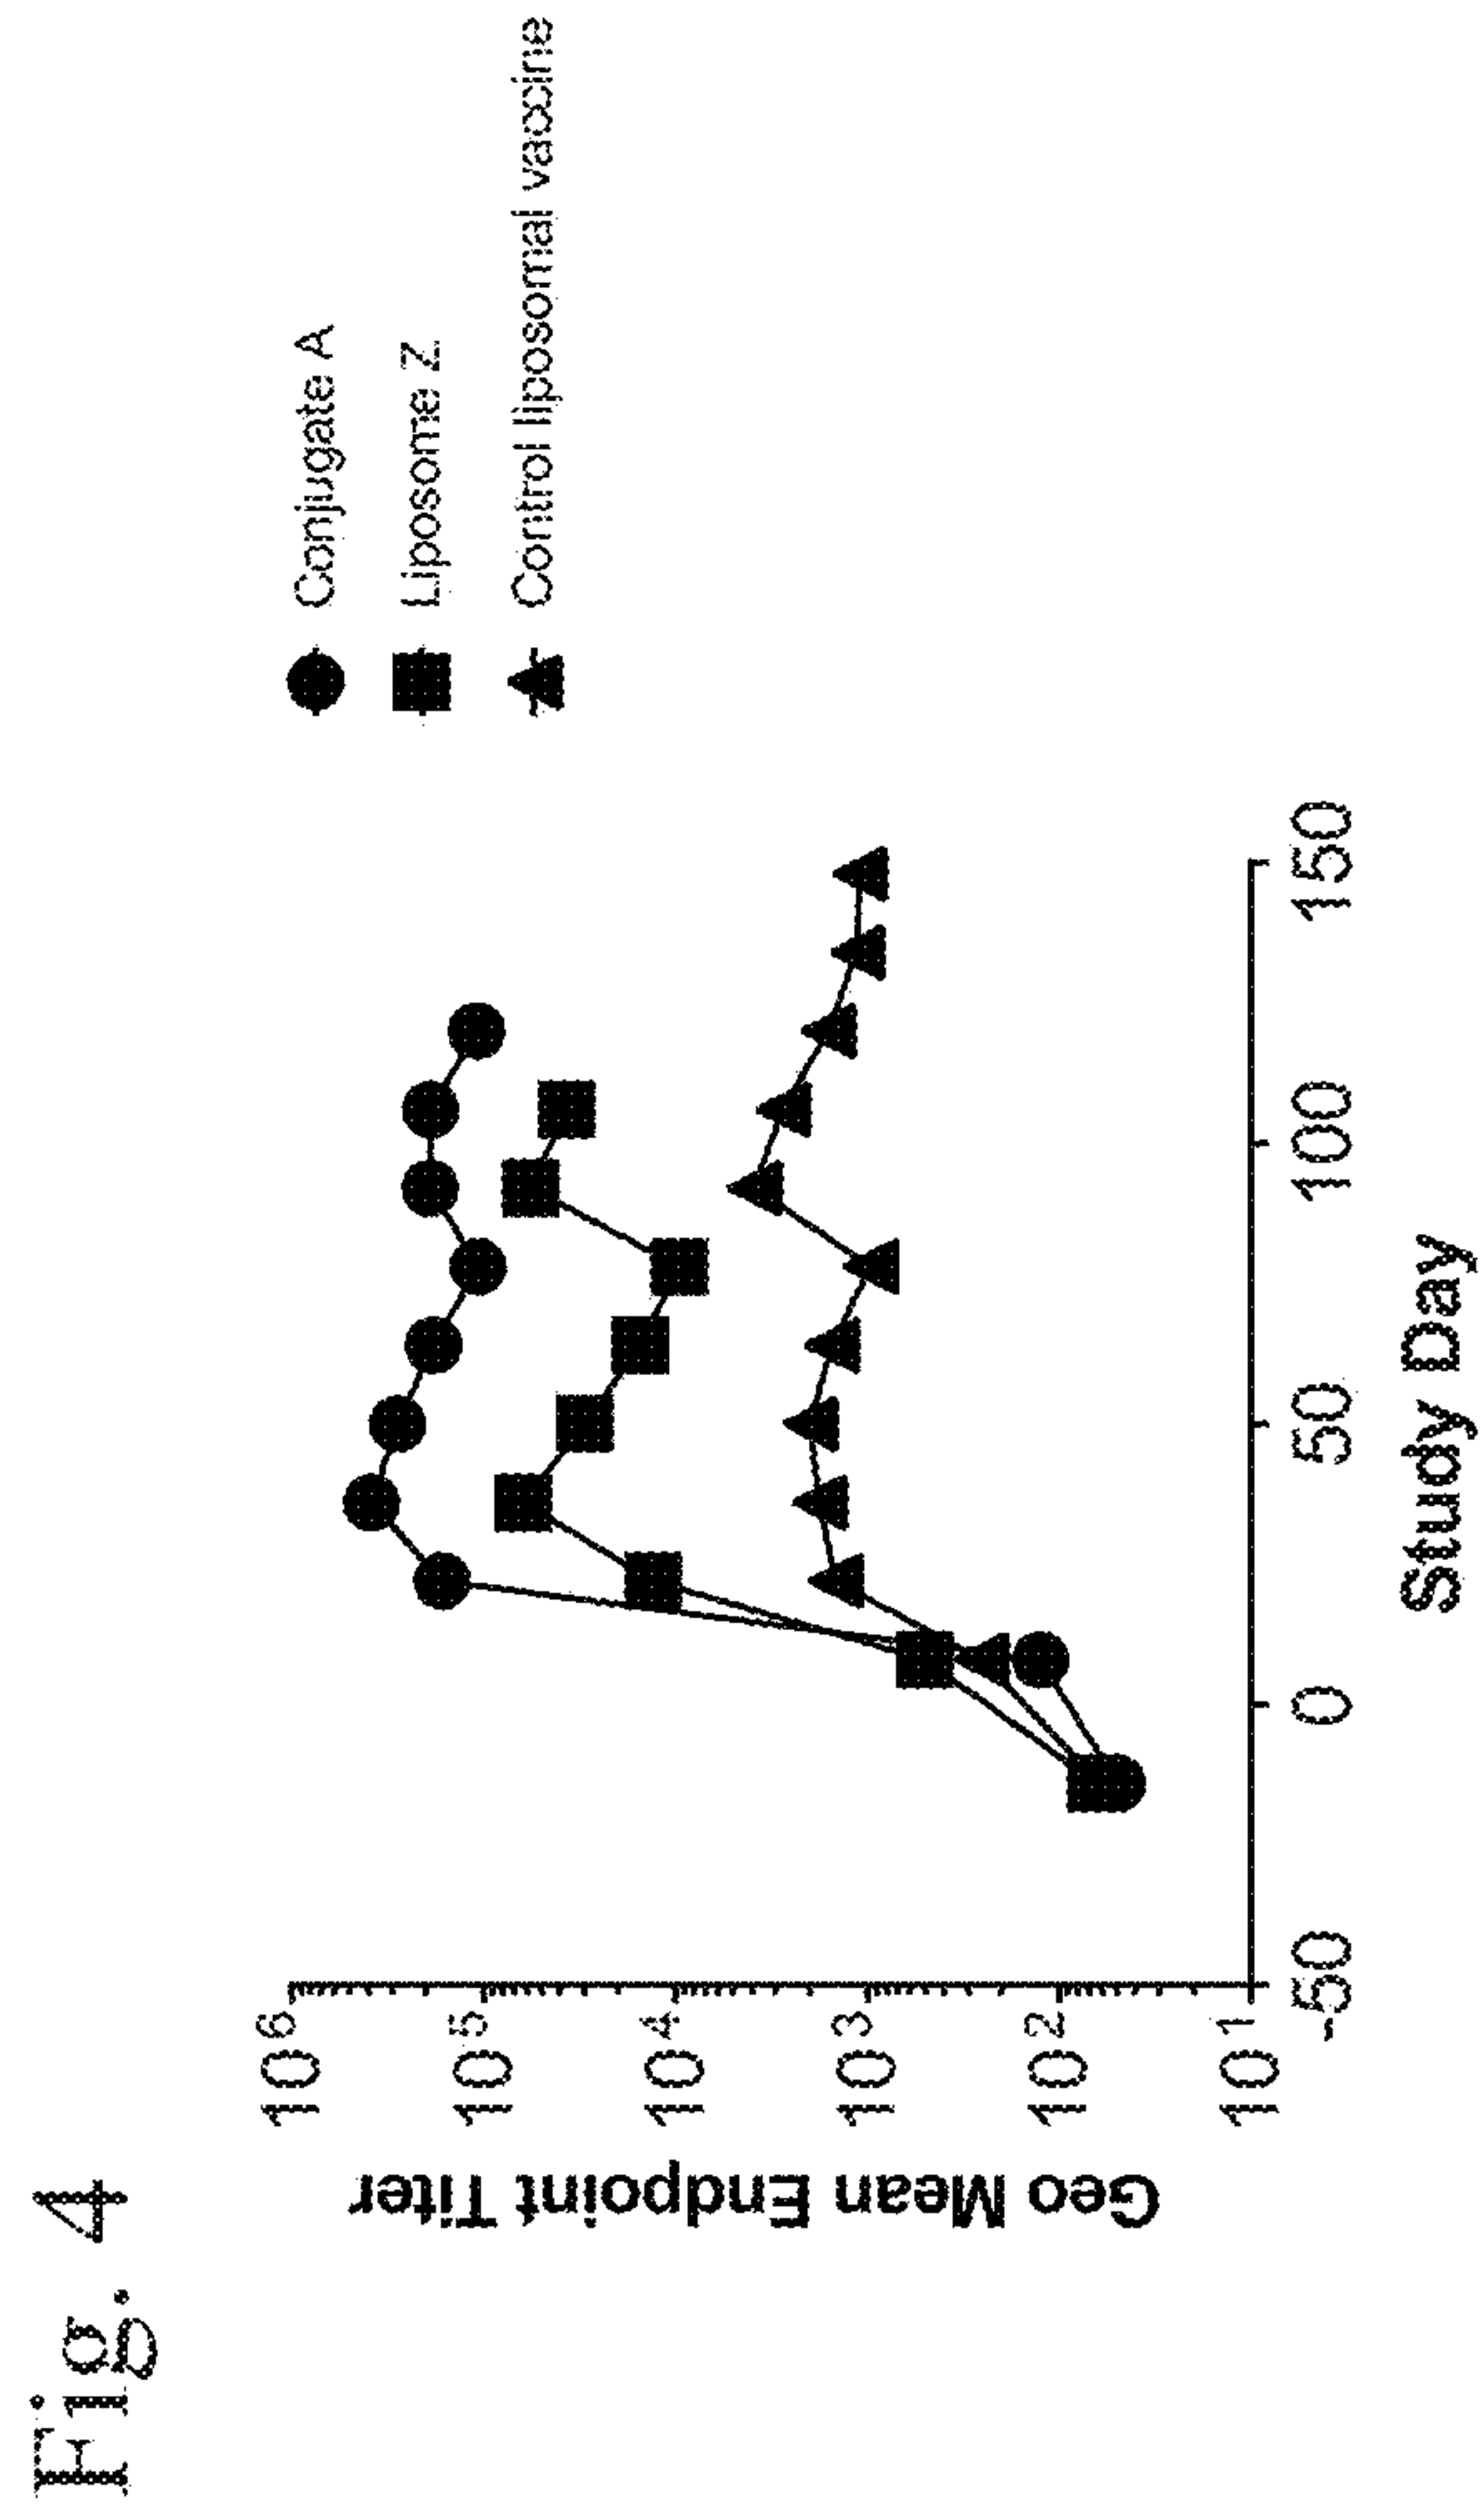 Fig. 4
Conjugate A
Liposome Z
Control liposomal vaccine
Geo Mean Endpoint Titer
10⁶
10⁵
10⁴
10³
10²
10¹
-50 0 50 100 150
Study Day